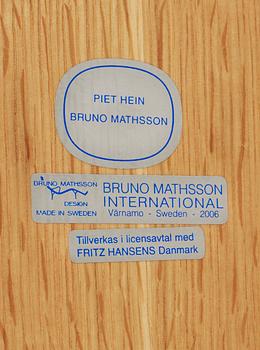 PIET HEIN
BRUNO MATHSSON
BRUNO MATHSSON
DESIGN
MADE IN SWEDEN
BRUNO MATHSSON
INTERNATIONAL
Värnamo - Sweden - 2006
Tillverkas i licensavtal med
FRITZ HANSENS Danmark